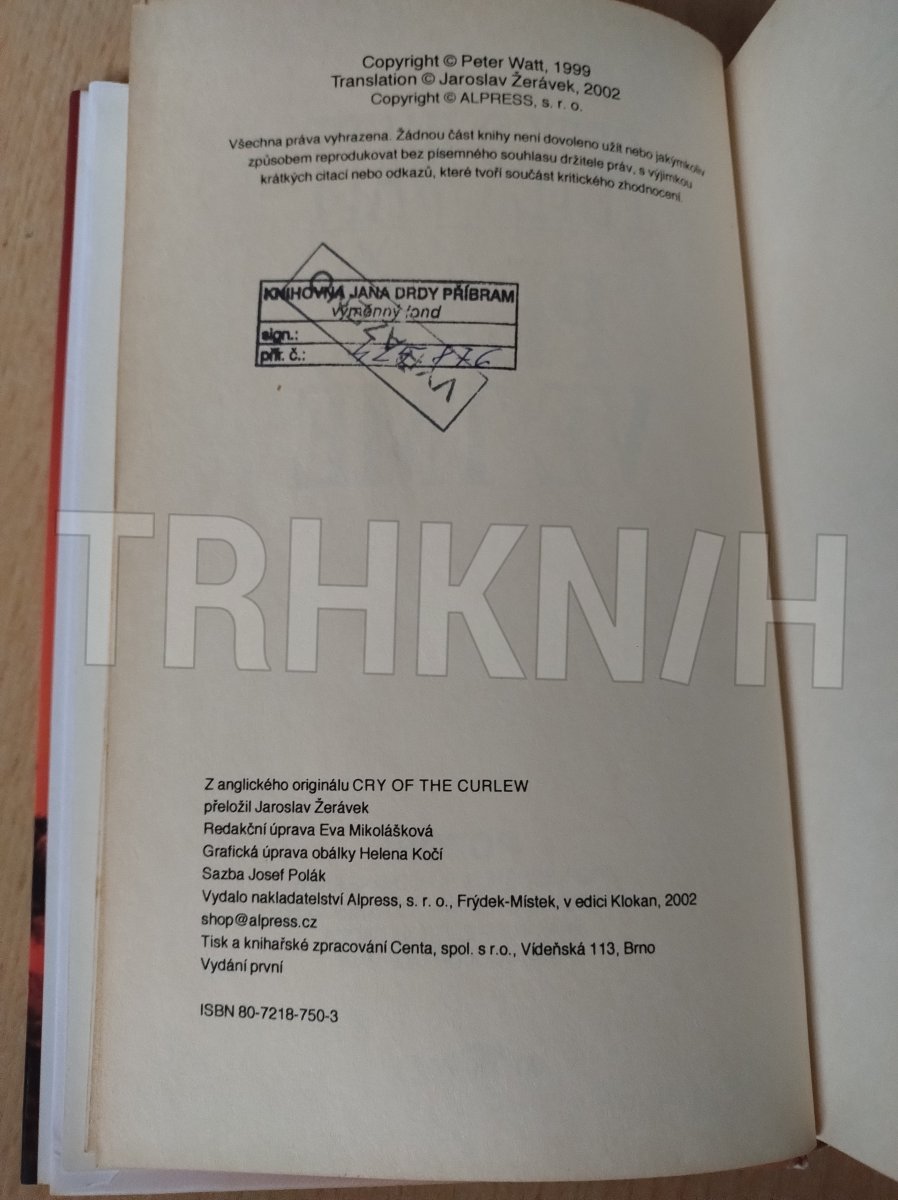 Copyright © Peter Watt, 1999
Translation © Jaroslav Žerávek, 2002
Copyright © ALPRESS, s. r. o.
Všechna práva vyhrazena. Žádnou část knihy není dovoleno užít nebo jakýmkoliv
způsobem reprodukovat bez písemného souhlasu držitele práv, s výjimkou
krátkých citací nebo odkazů, které tvoří součást kritického zhodnocení.
KNIHOVNA JANA DRDY PŘÍBRAM
výměnný fond
sign.:
přír. č.:
TRHKNIH
Z anglického originálu CRY OF THE CURLEW
přeložil Jaroslav Žerávek
Redakční úprava Eva Mikolášková
Grafická úprava obálky Helena Kočí
Sazba Josef Polák
Vydalo nakladatelství Alpress, s. r. o., Frýdek-Místek, v edici Klokan, 2002
shop@alpress.cz
Tisk a knihařské zpracování Centa, spol. s r.o., Vídeňská 113, Brno
Vydání první
ISBN 80-7218-750-3